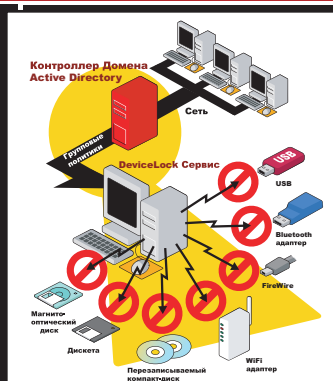 Контроллер Домена
Active Directory
Сеть
Групповые
политики
DeviceLock Сервис
USB
USB
Bluetooth
адаптер
FireWire
Магнито-
оптический
диск
Дискета
Перезаписываемый
компакт-диск
WiFi
адаптер